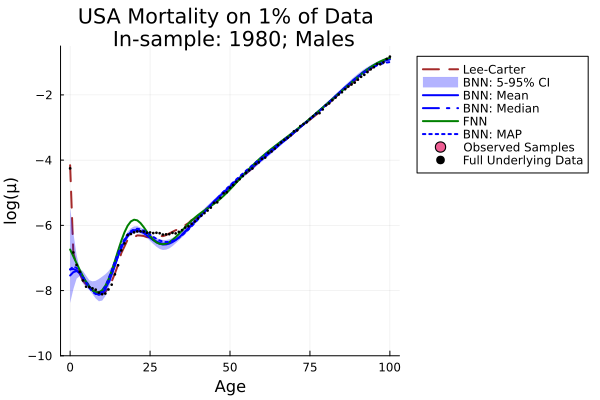 USA Mortality on 1% of Data
In-sample: 1980; Males
log(μ)
−2
−4
−6
−8
−10
0
25
50
75
100
Age
Lee-Carter
BNN: 5-95% CI
BNN: Mean
BNN: Median
FNN
BNN: MAP
Observed Samples
Full Underlying Data